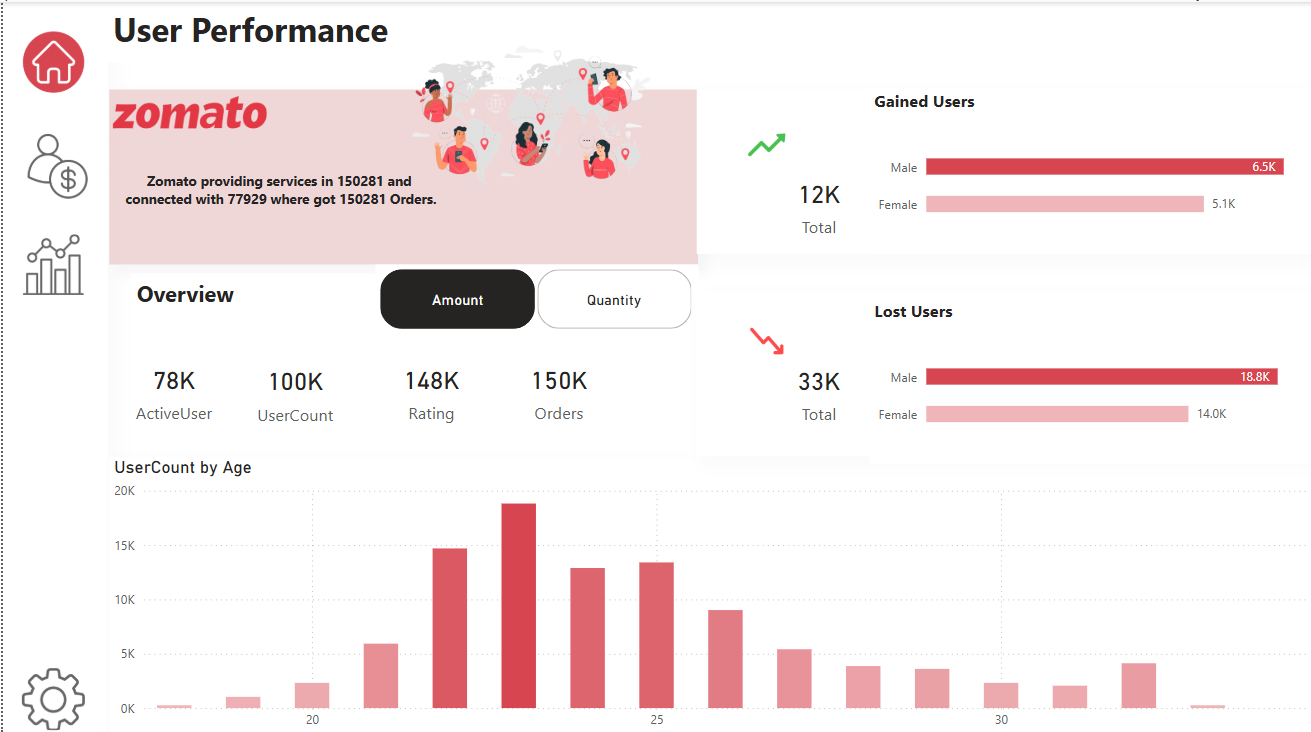 User Performance
zomato
Zomato providing services in 150281 and
connected with 77929 where got 150281 Orders.
Gained Users
12K
Total
Male 6.5K
Female 5.1K
Overview
Amount
Quantity
78K
ActiveUser
100K
UserCount
148K
Rating
150K
Orders
Lost Users
33K
Total
Male 18.8K
Female 14.0K
UserCount by Age
20K
15K
10K
5K
0K
20 25 30